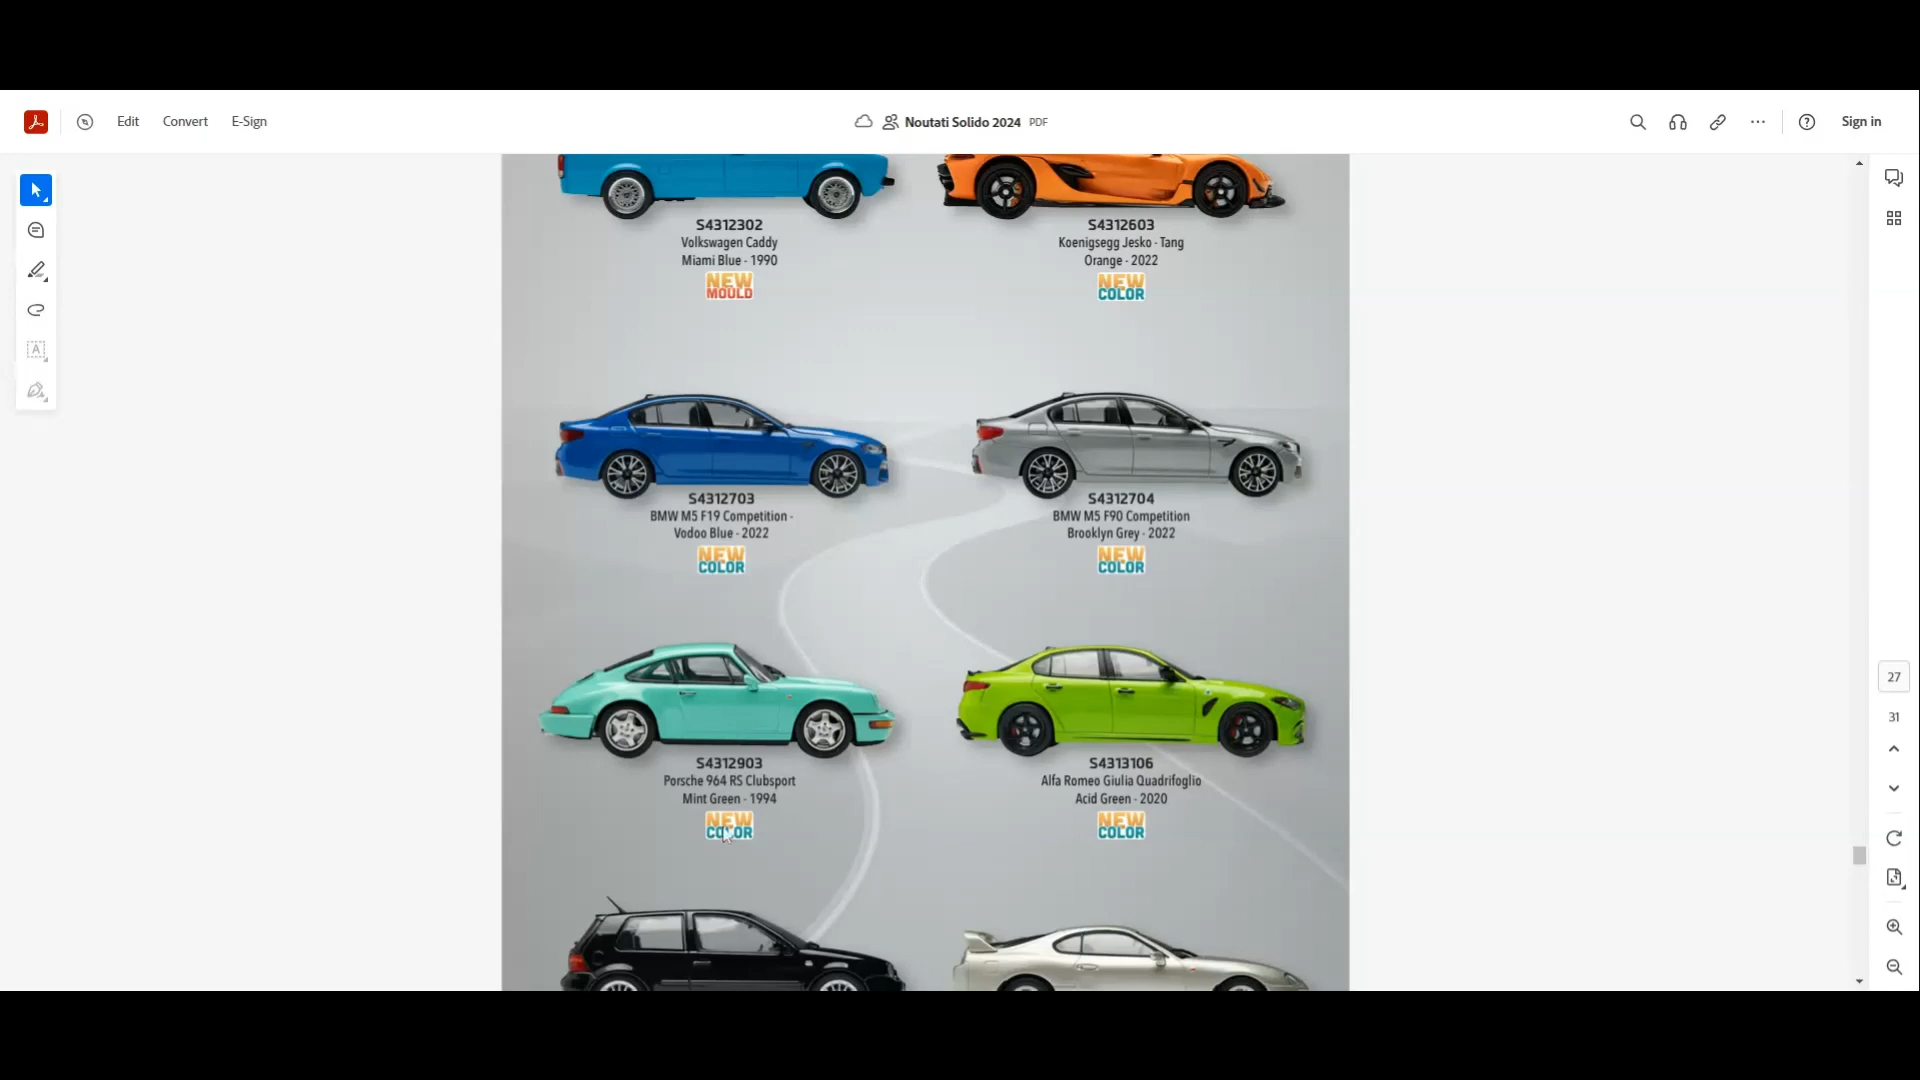 Edit
Convert
E-Sign
Noutati Solido 2024 PDF
Sign in
S4312302
Volkswagen Caddy
Miami Blue - 1990
NEW
MOULD
S4312603
Koenigsegg Jesko - Tang
Orange - 2022
NEW
COLOR
S4312703
BMW M5 F19 Competition -
Vodoo Blue - 2022
NEW
COLOR
S4312704
BMW M5 F90 Competition
Brooklyn Grey - 2022
NEW
COLOR
S4312903
Porsche 964 RS Clubsport
Mint Green - 1994
NEW
COLOR
S4313106
Alfa Romeo Giulia Quadrifoglio
Acid Green - 2020
NEW
COLOR
27
31